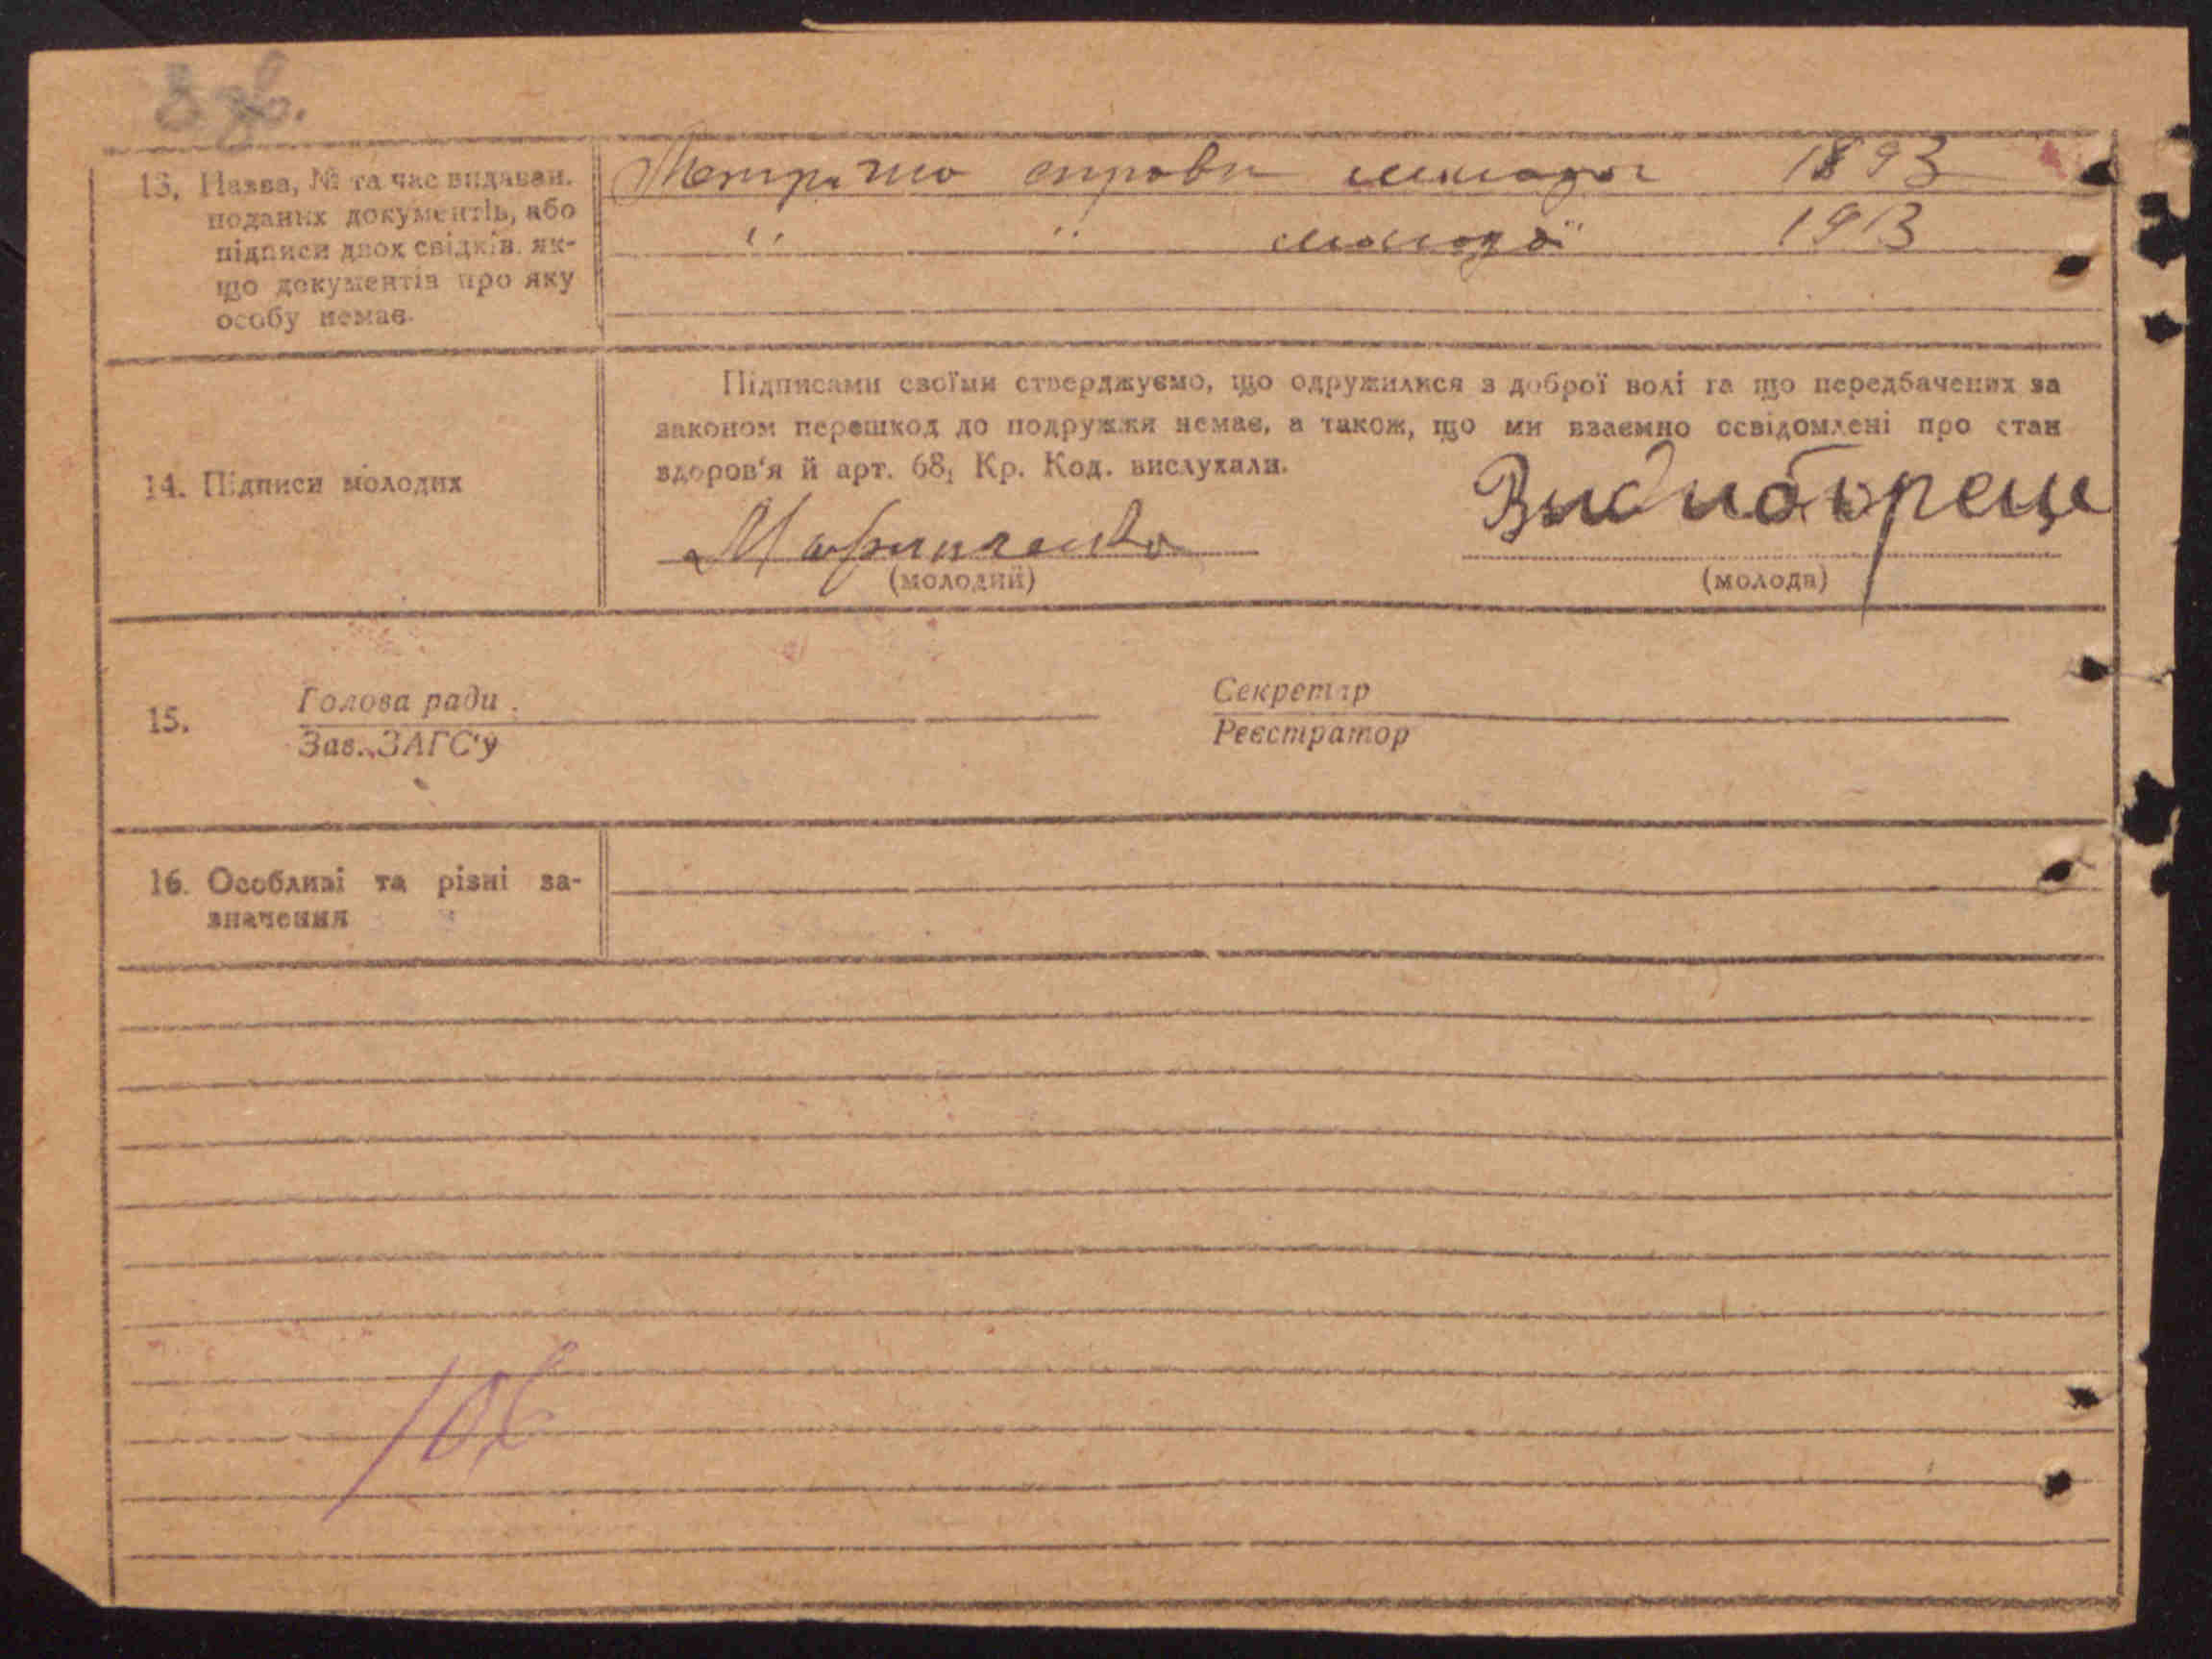 8 зв.
13. Назва, № та час видаван.
поданих документів, або
підписи двох свідків, як-
що документів про яку
особу немає.
справи 1893
" " молодої 1913
14. Підписи молодих
Підписами своїми стверджуємо, що одружилися з доброї волі та що передбачених за
законом перешкод до подружжя немає, а також, що ми взаємно освідомлені про стан
здоров'я й арт. 68, Кр. Код. вислухали.
(молодий)
(молода)
15.
Голова ради
Зав. ЗАГС'у
Секретар
Реєстратор
16. Особливі та різні за-
значення